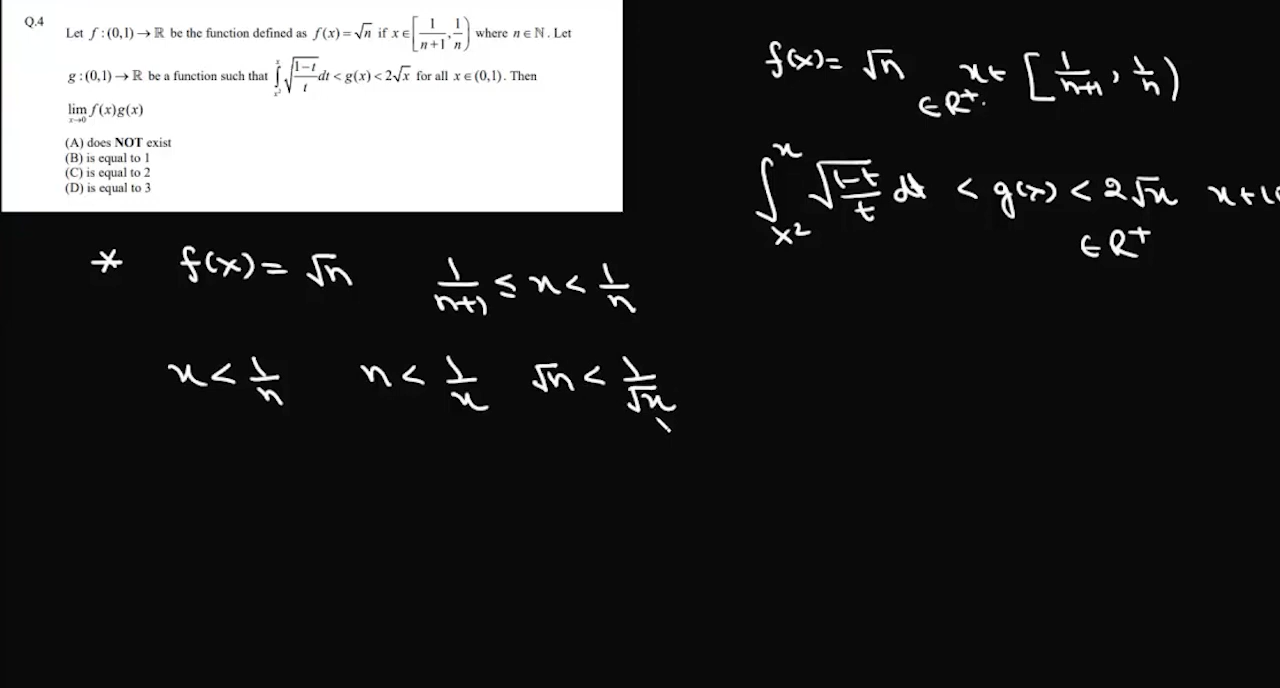 Q.4
Let f : (0,1) → ℝ be the function defined as f(x) = √n if x ∈ [1/(n+1), 1/n) where n ∈ ℕ. Let
g : (0,1) → ℝ be a function such that ∫_{x²}^{x} √((1−t)/t) dt < g(x) < 2√x for all x ∈ (0,1). Then
lim_{x→0} f(x)g(x)
(A) does NOT exist
(B) is equal to 1
(C) is equal to 2
(D) is equal to 3
f(x) = √n x ∈ [1/(n+1), 1/n)
∈ R⁺.
∫_{x²}^{x} √((1−t)/t) dt < g(x) < 2√x x ∈ (
∈ R⁺
* f(x) = √n 1/(n+1) ≤ x < 1/n
x < 1/n n < 1/x √n < 1/√x